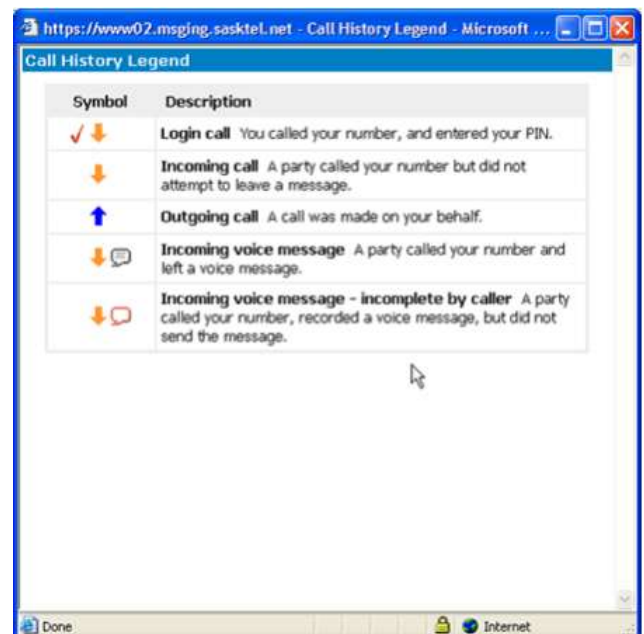 https://www02.msging.sasktel.net - Call History Legend - Microsoft ...
Call History Legend
Symbol Description
Login call You called your number, and entered your PIN.
Incoming call A party called your number but did not
attempt to leave a message.
Outgoing call A call was made on your behalf.
Incoming voice message A party called your number and
left a voice message.
Incoming voice message - incomplete by caller A party
called your number, recorded a voice message, but did not
send the message.
Done Internet